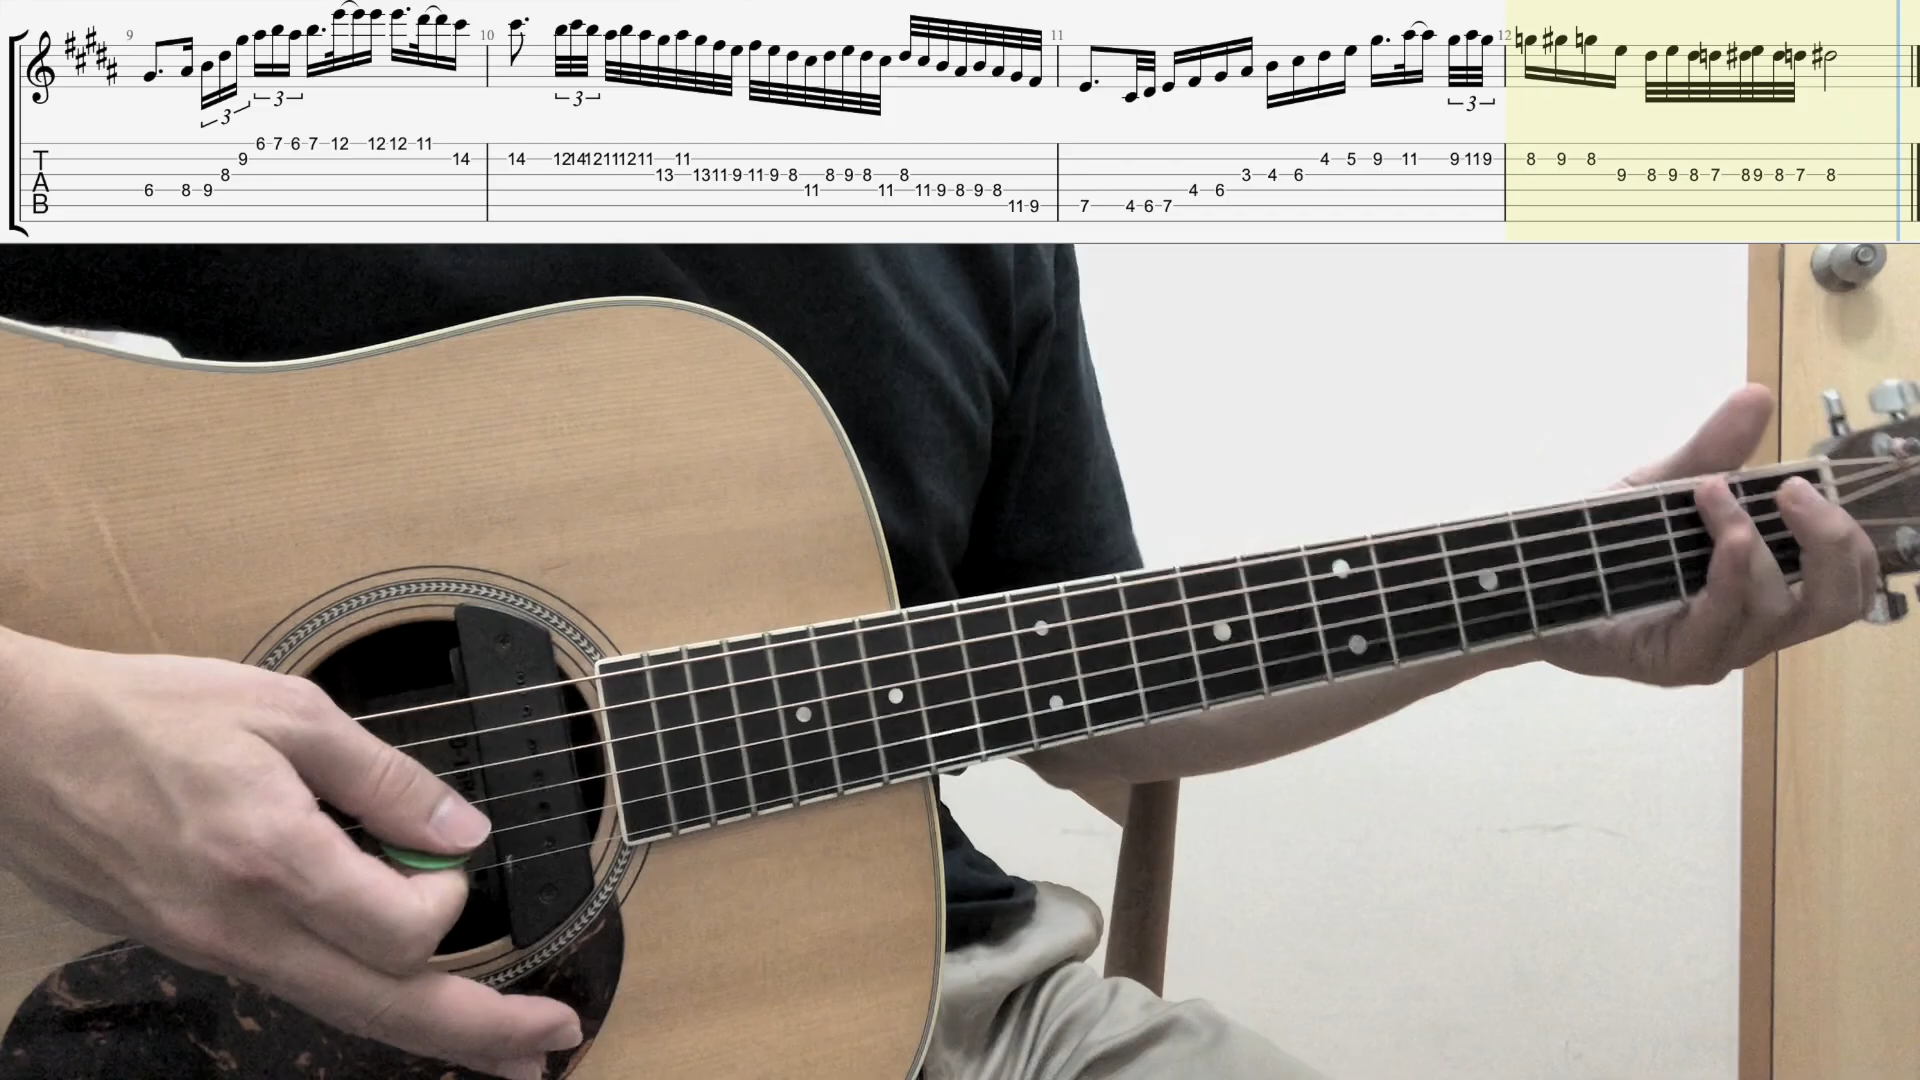 9 10 11 12
3 3 3 3
T
A
B
6 7 6 7 12 12 12 11
9 14 14 12 14 12 11 12 11 11 4 5 9 11 9 11 9 8 9 8
8 13 13 11 9 11 9 8 8 9 8 8 3 4 6 9 8 9 8 7 8 9 8 7 8
6 8 9 11 11 11 9 8 9 8 4 6
11 9 7 4 6 7